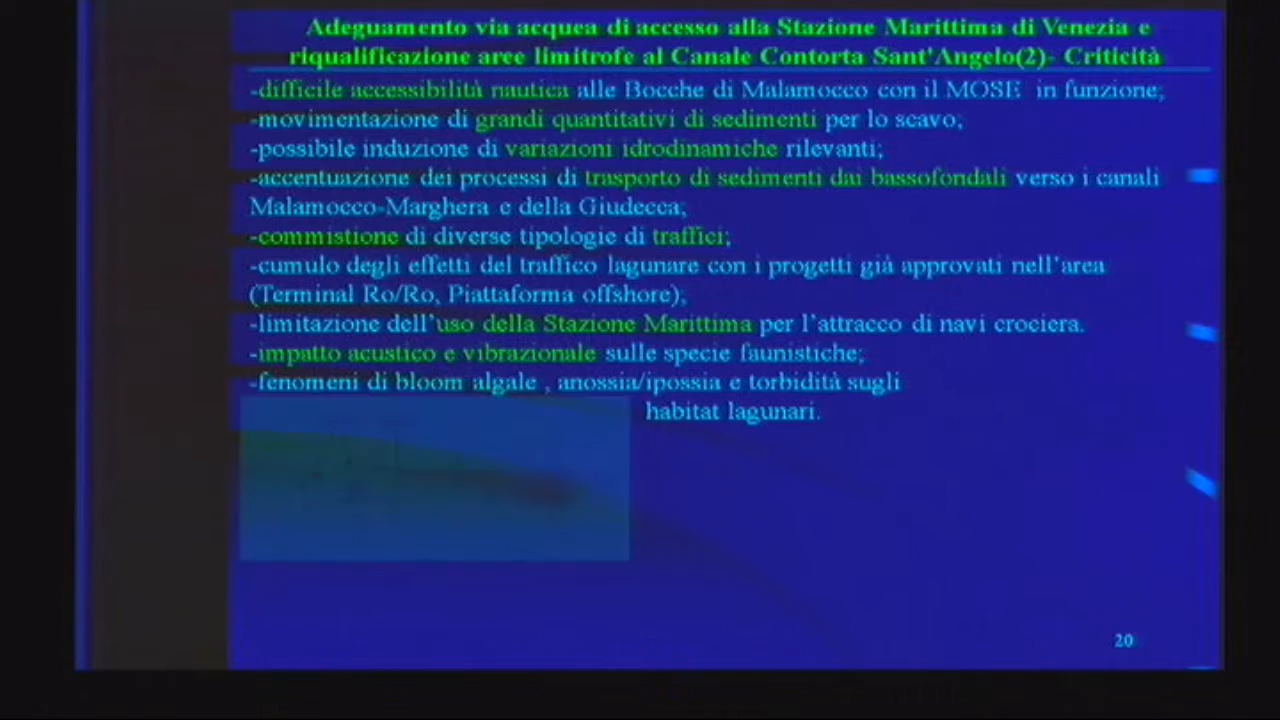 Adeguamento via acquea di accesso alla Stazione Marittima di Venezia e
riqualificazione aree limitrofe al Canale Contorta Sant'Angelo(2)- Criticità
-difficile accessibilità nautica alle Bocche di Malamocco con il MOSE in funzione;
-movimentazione di grandi quantitativi di sedimenti per lo scavo;
-possibile induzione di variazioni idrodinamiche rilevanti;
-accentuazione dei processi di trasporto di sedimenti dai bassofondali verso i canali
Malamocco-Marghera e della Giudecca;
-commistione di diverse tipologie di traffici;
-cumulo degli effetti del traffico lagunare con i progetti già approvati nell'area
(Terminal Ro/Ro, Piattaforma offshore);
-limitazione dell'uso della Stazione Marittima per l'attracco di navi crociera.
-impatto acustico e vibrazionale sulle specie faunistiche;
-fenomeni di bloom algale , anossia/ipossia e torbidità sugli
habitat lagunari.
20